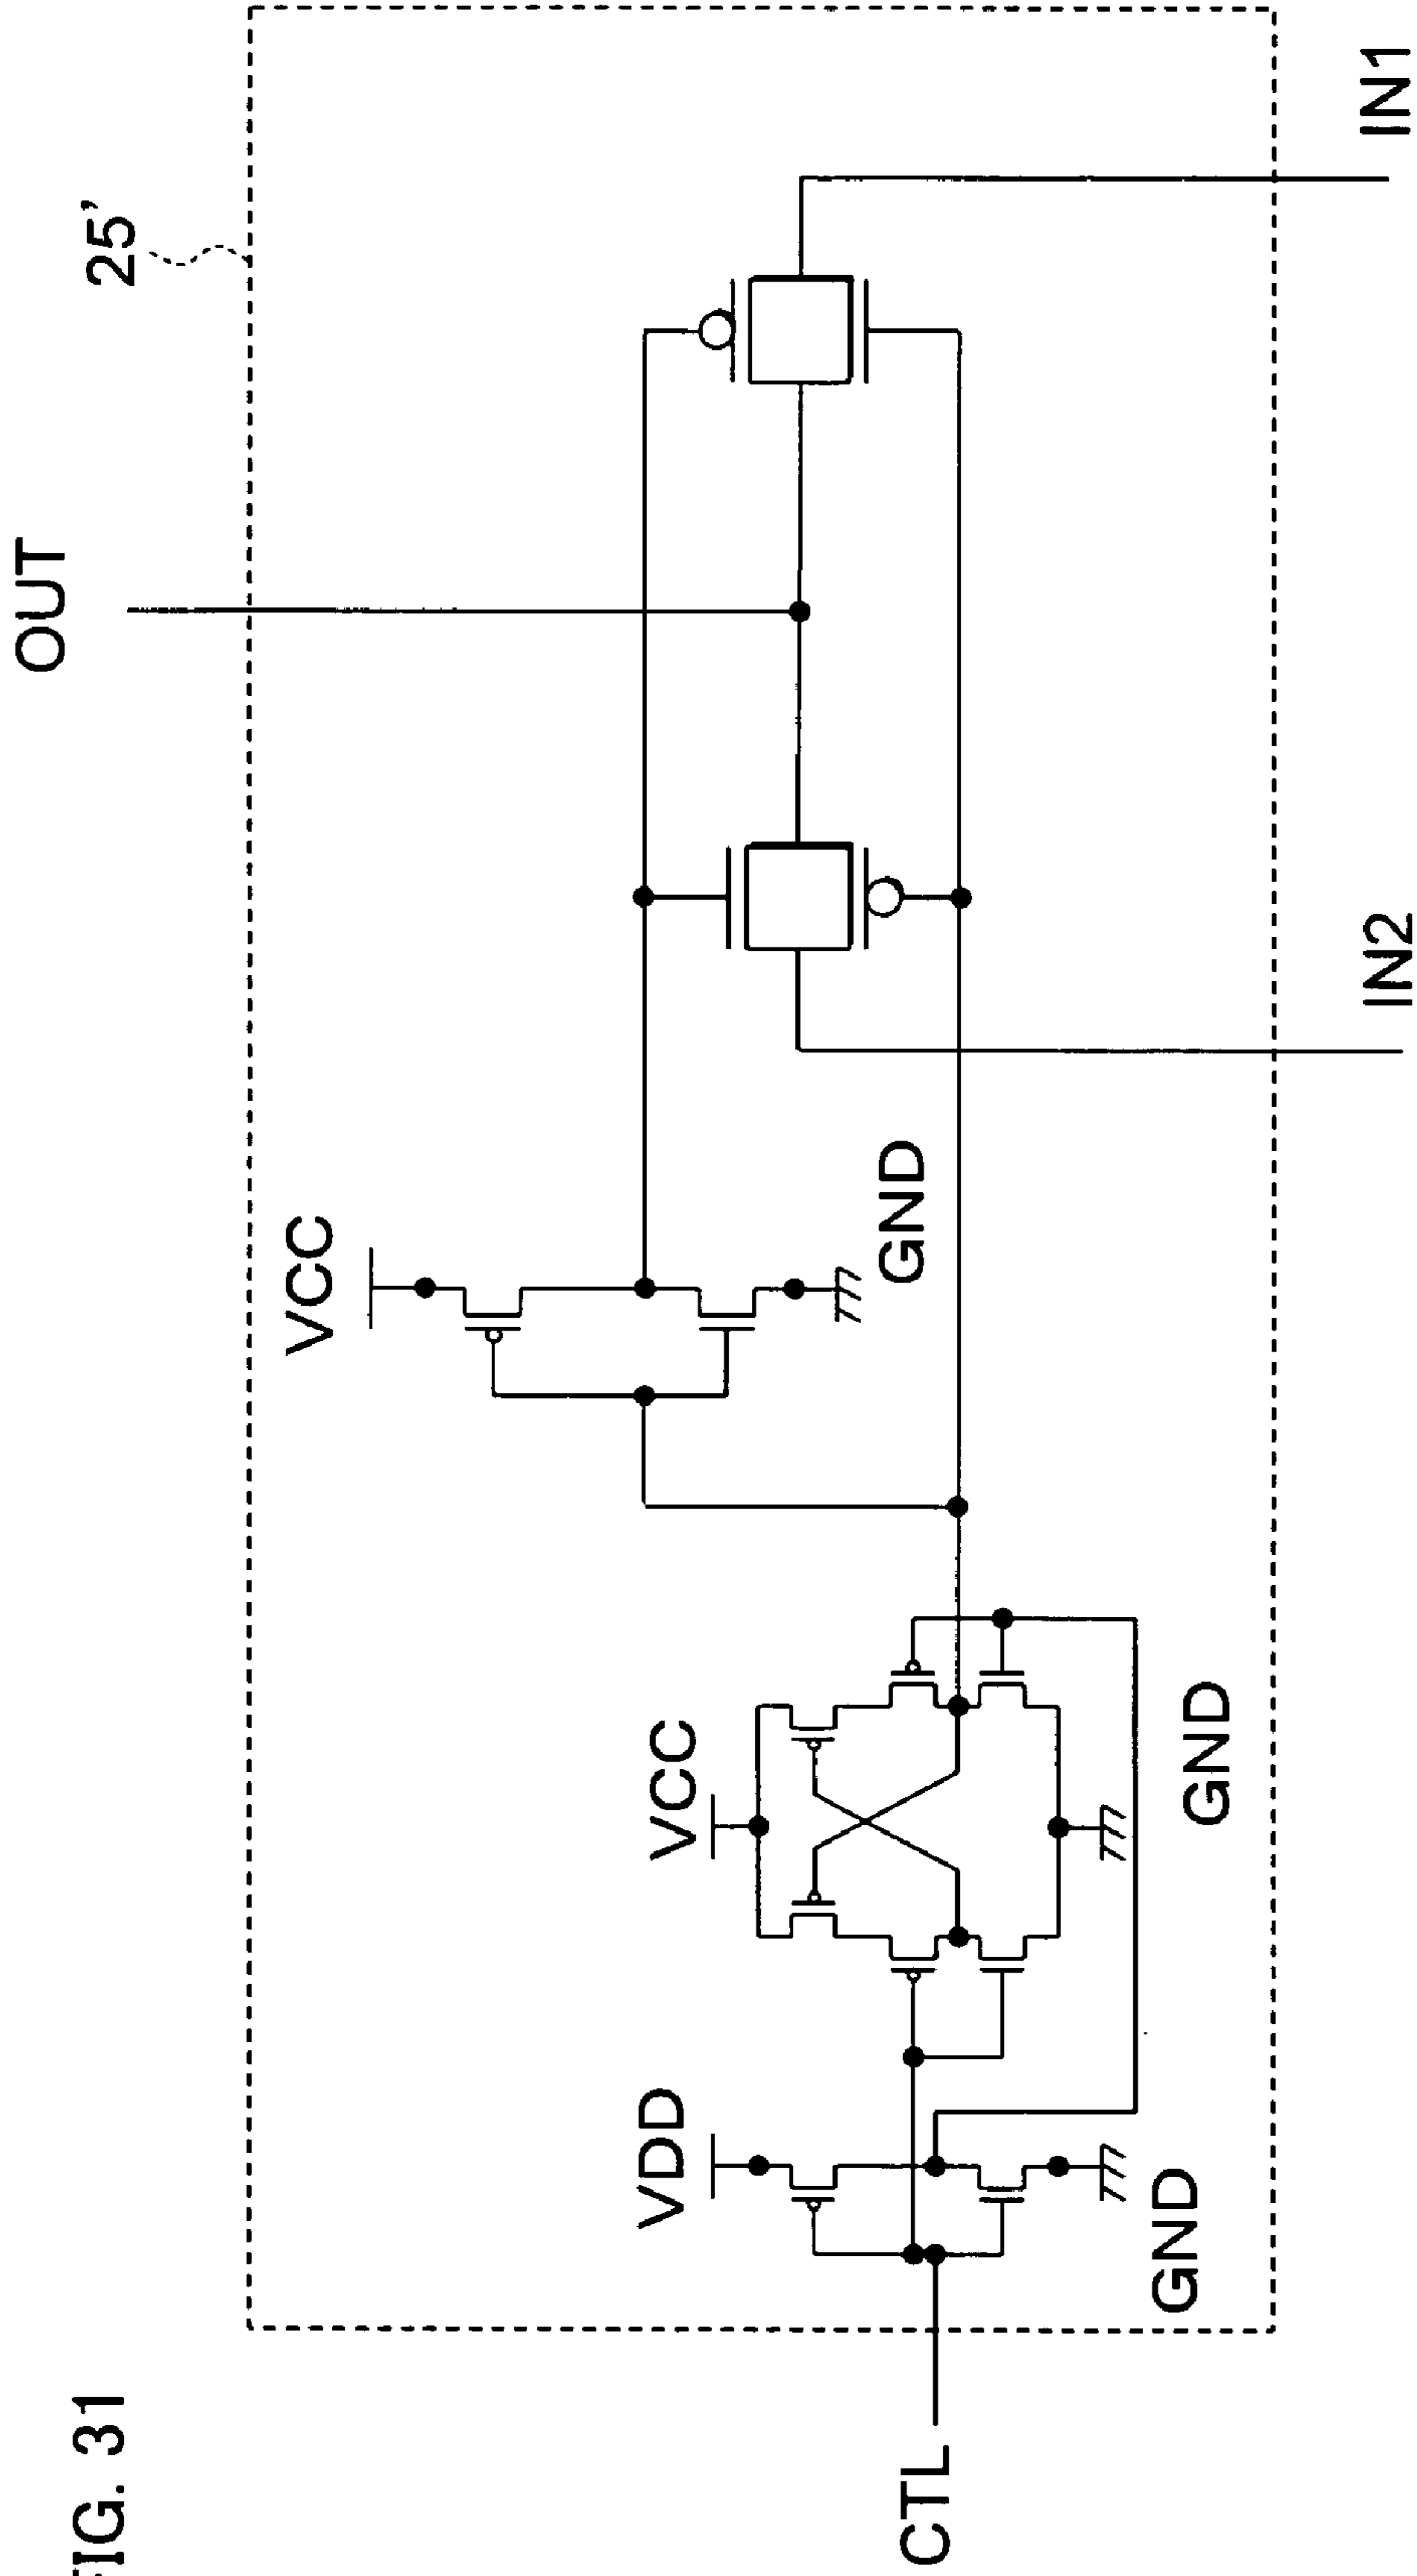 FIG. 31
25'
OUT
VCC
GND
VCC
GND
VDD
GND
CTL
IN2
IN1